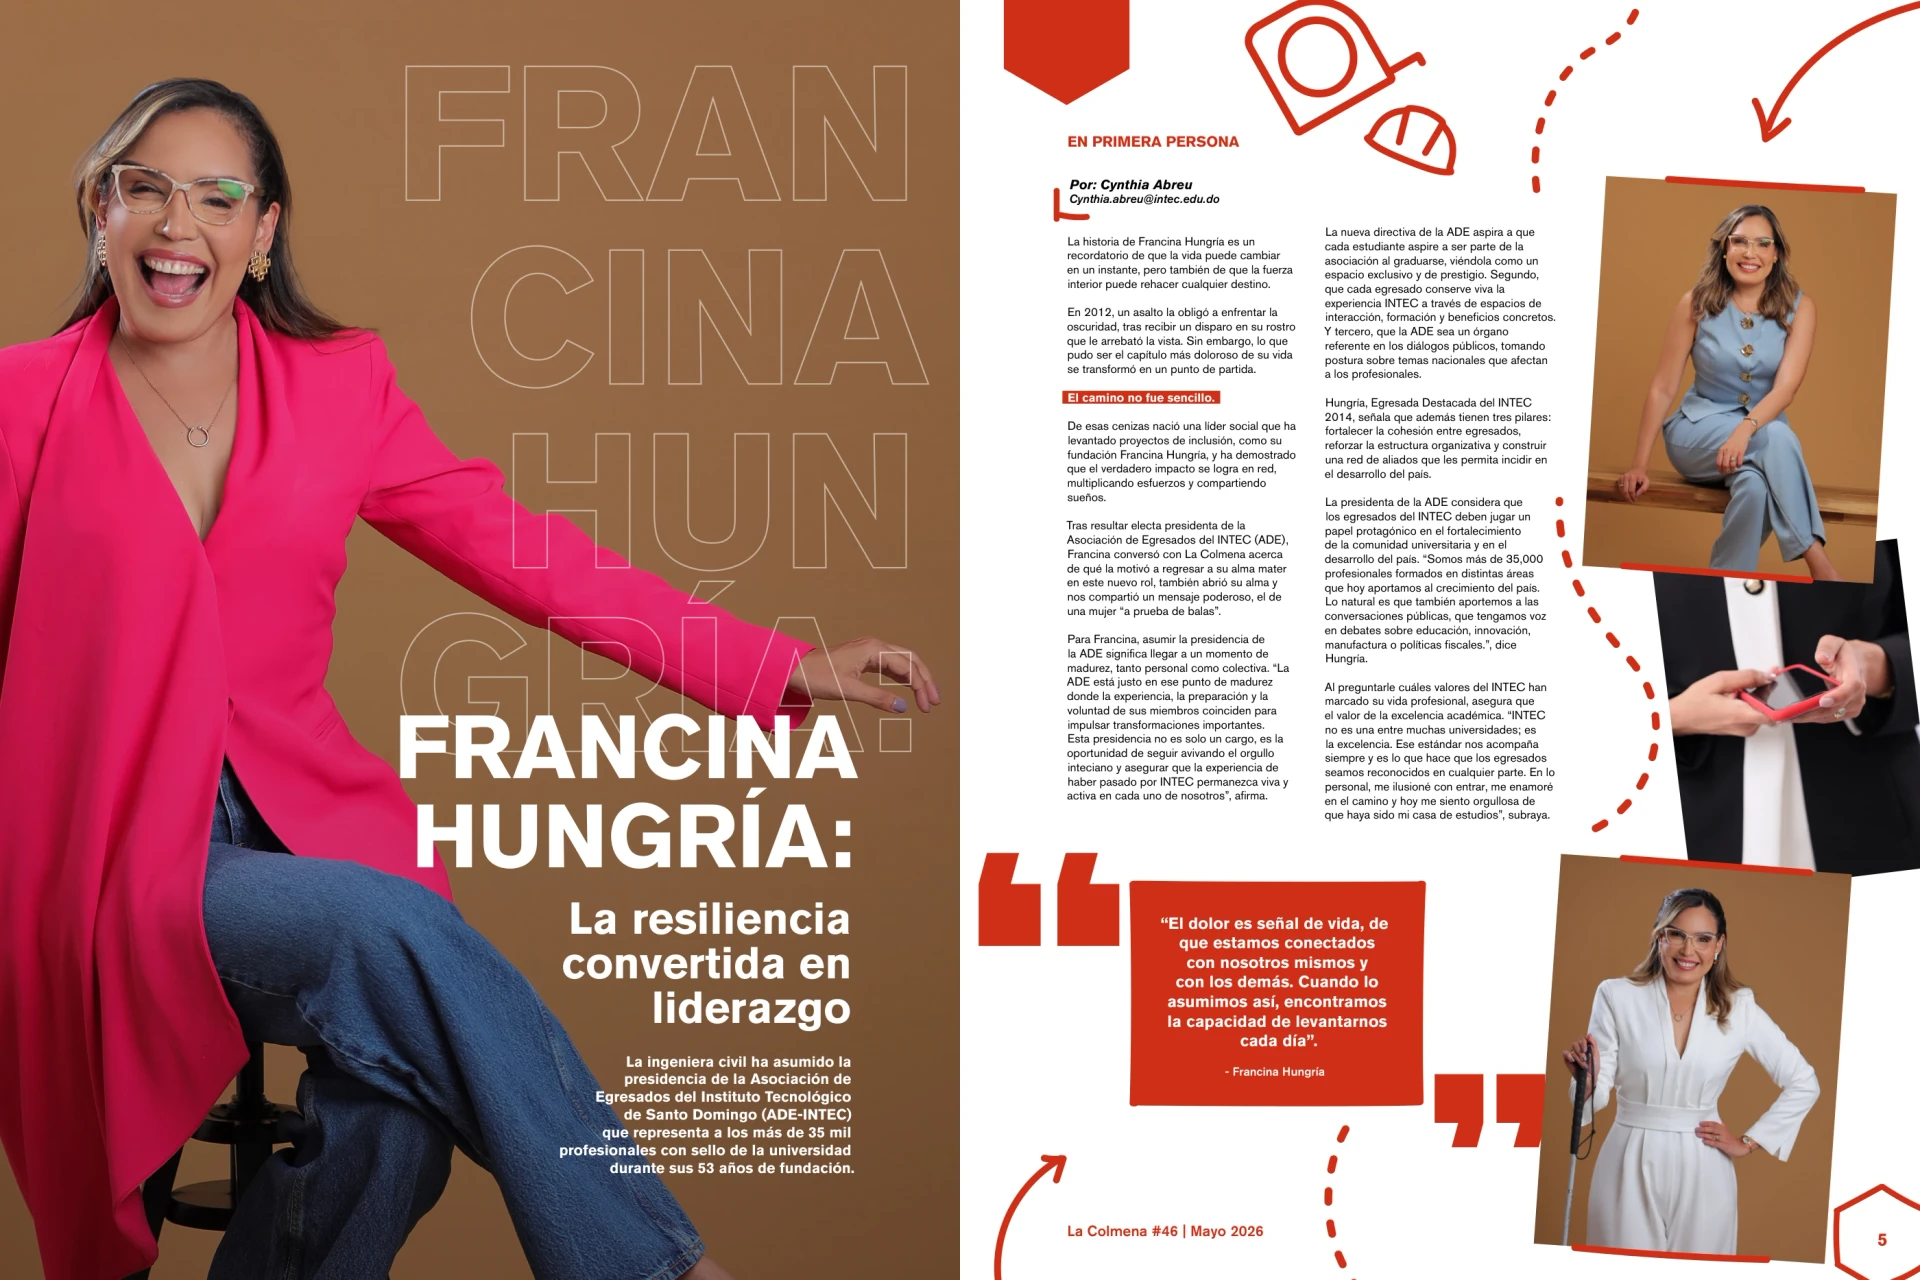 FRAN
CINA
HUN
GRÍA:
FRANCINA
HUNGRÍA:
La resiliencia
convertida en
liderazgo
La ingeniera civil ha asumido la
presidencia de la Asociación de
Egresados del Instituto Tecnológico
de Santo Domingo (ADE-INTEC)
que representa a los más de 35 mil
profesionales con sello de la universidad
durante sus 53 años de fundación.
EN PRIMERA PERSONA
Por: Cynthia Abreu
Cynthia.abreu@intec.edu.do
La historia de Francina Hungría es un
recordatorio de que la vida puede cambiar
en un instante, pero también de que la fuerza
interior puede rehacer cualquier destino.
En 2012, un asalto la obligó a enfrentar la
oscuridad, tras recibir un disparo en su rostro
que le arrebató la vista. Sin embargo, lo que
pudo ser el capítulo más doloroso de su vida
se transformó en un punto de partida.
El camino no fue sencillo.
De esas cenizas nació una líder social que ha
levantado proyectos de inclusión, como su
fundación Francina Hungría, y ha demostrado
que el verdadero impacto se logra en red,
multiplicando esfuerzos y compartiendo
sueños.
Tras resultar electa presidenta de la
Asociación de Egresados del INTEC (ADE),
Francina conversó con La Colmena acerca
de qué la motivó a regresar a su alma mater
en este nuevo rol, también abrió su alma y
nos compartió un mensaje poderoso, el de
una mujer “a prueba de balas”.
Para Francina, asumir la presidencia de
la ADE significa llegar a un momento de
madurez, tanto personal como colectiva. “La
ADE está justo en ese punto de madurez
donde la experiencia, la preparación y la
voluntad de sus miembros coinciden para
impulsar transformaciones importantes.
Esta presidencia no es solo un cargo, es la
oportunidad de seguir avivando el orgullo
inteciano y asegurar que la experiencia de
haber pasado por INTEC permanezca viva y
activa en cada uno de nosotros”, afirma.
La nueva directiva de la ADE aspira a que
cada estudiante aspire a ser parte de la
asociación al graduarse, viéndola como un
espacio exclusivo y de prestigio. Segundo,
que cada egresado conserve viva la
experiencia INTEC a través de espacios de
interacción, formación y beneficios concretos.
Y tercero, que la ADE sea un órgano
referente en los diálogos públicos, tomando
postura sobre temas nacionales que afectan
a los profesionales.
Hungría, Egresada Destacada del INTEC
2014, señala que además tienen tres pilares:
fortalecer la cohesión entre egresados,
reforzar la estructura organizativa y construir
una red de aliados que les permita incidir en
el desarrollo del país.
La presidenta de la ADE considera que
los egresados del INTEC deben jugar un
papel protagónico en el fortalecimiento
de la comunidad universitaria y en el
desarrollo del país. “Somos más de 35,000
profesionales formados en distintas áreas
que hoy aportamos al crecimiento del país.
Lo natural es que también aportemos a las
conversaciones públicas, que tengamos voz
en debates sobre educación, innovación,
manufactura o políticas fiscales.”, dice
Hungría.
Al preguntarle cuáles valores del INTEC han
marcado su vida profesional, asegura que
el valor de la excelencia académica. “INTEC
no es una entre muchas universidades; es
la excelencia. Ese estándar nos acompaña
siempre y es lo que hace que los egresados
seamos reconocidos en cualquier parte. En lo
personal, me ilusioné con entrar, me enamoré
en el camino y hoy me siento orgullosa de
que haya sido mi casa de estudios”, subraya.
“El dolor es señal de vida, de
que estamos conectados
con nosotros mismos y
con los demás. Cuando lo
asumimos así, encontramos
la capacidad de levantarnos
cada día”.
- Francina Hungría
La Colmena #46 | Mayo 2026
5